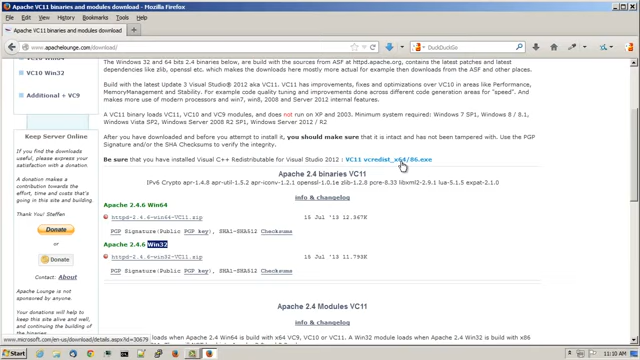 Apache VC11 binaries and modules download - Mozilla Firefox
File Edit View History Bookmarks Tools Help
Apache VC11 binaries and modules download
www.apachelounge.com/download/
DuckDuckGo
VC10 Win32
Additional + VC9
Keep Server Online
If you find the downloads useful, please express your satisfaction with a donation.
A donation makes a contribution towards the effort, time and costs that's going in this site and building.
Thank You! Steffen
Donate
or
Donate
Contact: About
Apache Lounge is not sponsored by anyone.
Your donation will help to keep this site alive and well, and continuing the building of binaries.
The Windows 32 and 64 bits 2.4 binaries below, are build with the sources from ASF at httpd.apache.org, contains the latest patches and latest dependencies like zlib, openssl etc. which makes the downloads here mostly more actual for example then downloads from the ASF and other places.
Build with the latest Update 3 Visual Studio® 2012 aka VC11. VC11 has improvements, fixes and optimizations over VC10 in areas like Performance, MemoryManagement and Stability. For example code quality tuning and improvements done across different code generation areas for "speed". And makes more use of modern processors and win7, win8, 2008 and Server 2012 internal features.
A VC11 binary loads VC11, VC10 and VC9 modules, and does not run on XP and 2003. Minimum system required: Windows 7 SP1, Windows 8 / 8.1, Windows Vista SP2, Windows Server 2008 R2 SP1, Windows Server 2012 / R2
After you have downloaded and before you attempt to install it, you should make sure that it is intact and has not been tampered with. Use the PGP Signature and/or the SHA Checksums to verify the integrity.
Be sure that you have installed Visual C++ Redistributable for Visual Studio 2012 : VC11 vcredist_x64/86.exe
Apache 2.4 binaries VC11
IPv6 Crypto apr-1.4.8 apr-util-1.5.2 apr-iconv-1.2.1 openssl-1.0.1e zlib-1.2.8 pcre-8.33 libxml2-2.9.1 lua-5.1.5 expat-2.1.0
info & changelog
Apache 2.4.6 Win64
httpd-2.4.6-win64-VC11.zip 15 Jul '13 12.367K
PGP Signature(Public PGP key), SHA1-SHA512 Checksums
Apache 2.4.6 Win32
httpd-2.4.6-win32-VC11.zip 15 Jul '13 11.793K
PGP Signature(Public PGP key), SHA1-SHA512 Checksums
Apache 2.4 Modules VC11
info & changelog
www.microsoft.com/en-us/download/details.aspx?id=30679
loads when Apache 2.4 Win64 is build with x64 VC9, VC10 or VC11. A Win32 module loads when Apache 2.4 Win32 is build with x86
Start
11:10 AM